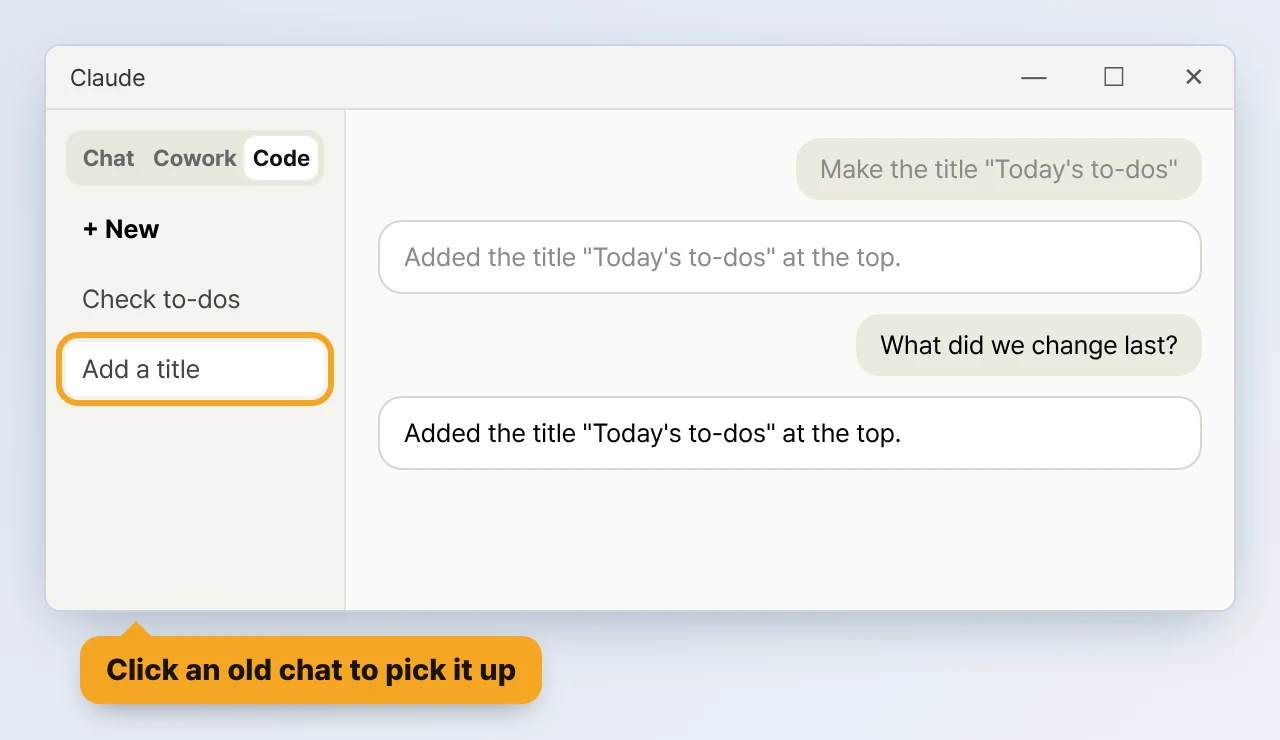 Claude
Chat Cowork Code
+ New
Check to-dos
Add a title
Make the title "Today's to-dos"
Added the title "Today's to-dos" at the top.
What did we change last?
Added the title "Today's to-dos" at the top.
Click an old chat to pick it up